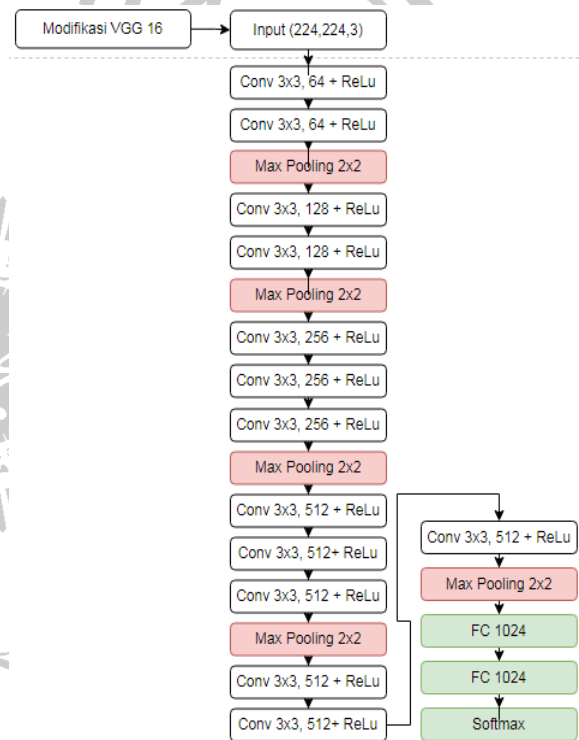 Modifikasi VGG 16
Input (224,224,3)
Conv 3x3, 64 + ReLu
Conv 3x3, 64 + ReLu
Max Pooling 2x2
Conv 3x3, 128 + ReLu
Conv 3x3, 128 + ReLu
Max Pooling 2x2
Conv 3x3, 256 + ReLu
Conv 3x3, 256 + ReLu
Conv 3x3, 256 + ReLu
Max Pooling 2x2
Conv 3x3, 512 + ReLu
Conv 3x3, 512+ ReLu
Conv 3x3, 512 + ReLu
Max Pooling 2x2
Conv 3x3, 512 + ReLu
Conv 3x3, 512+ ReLu
Conv 3x3, 512 + ReLu
Max Pooling 2x2
FC 1024
FC 1024
Softmax